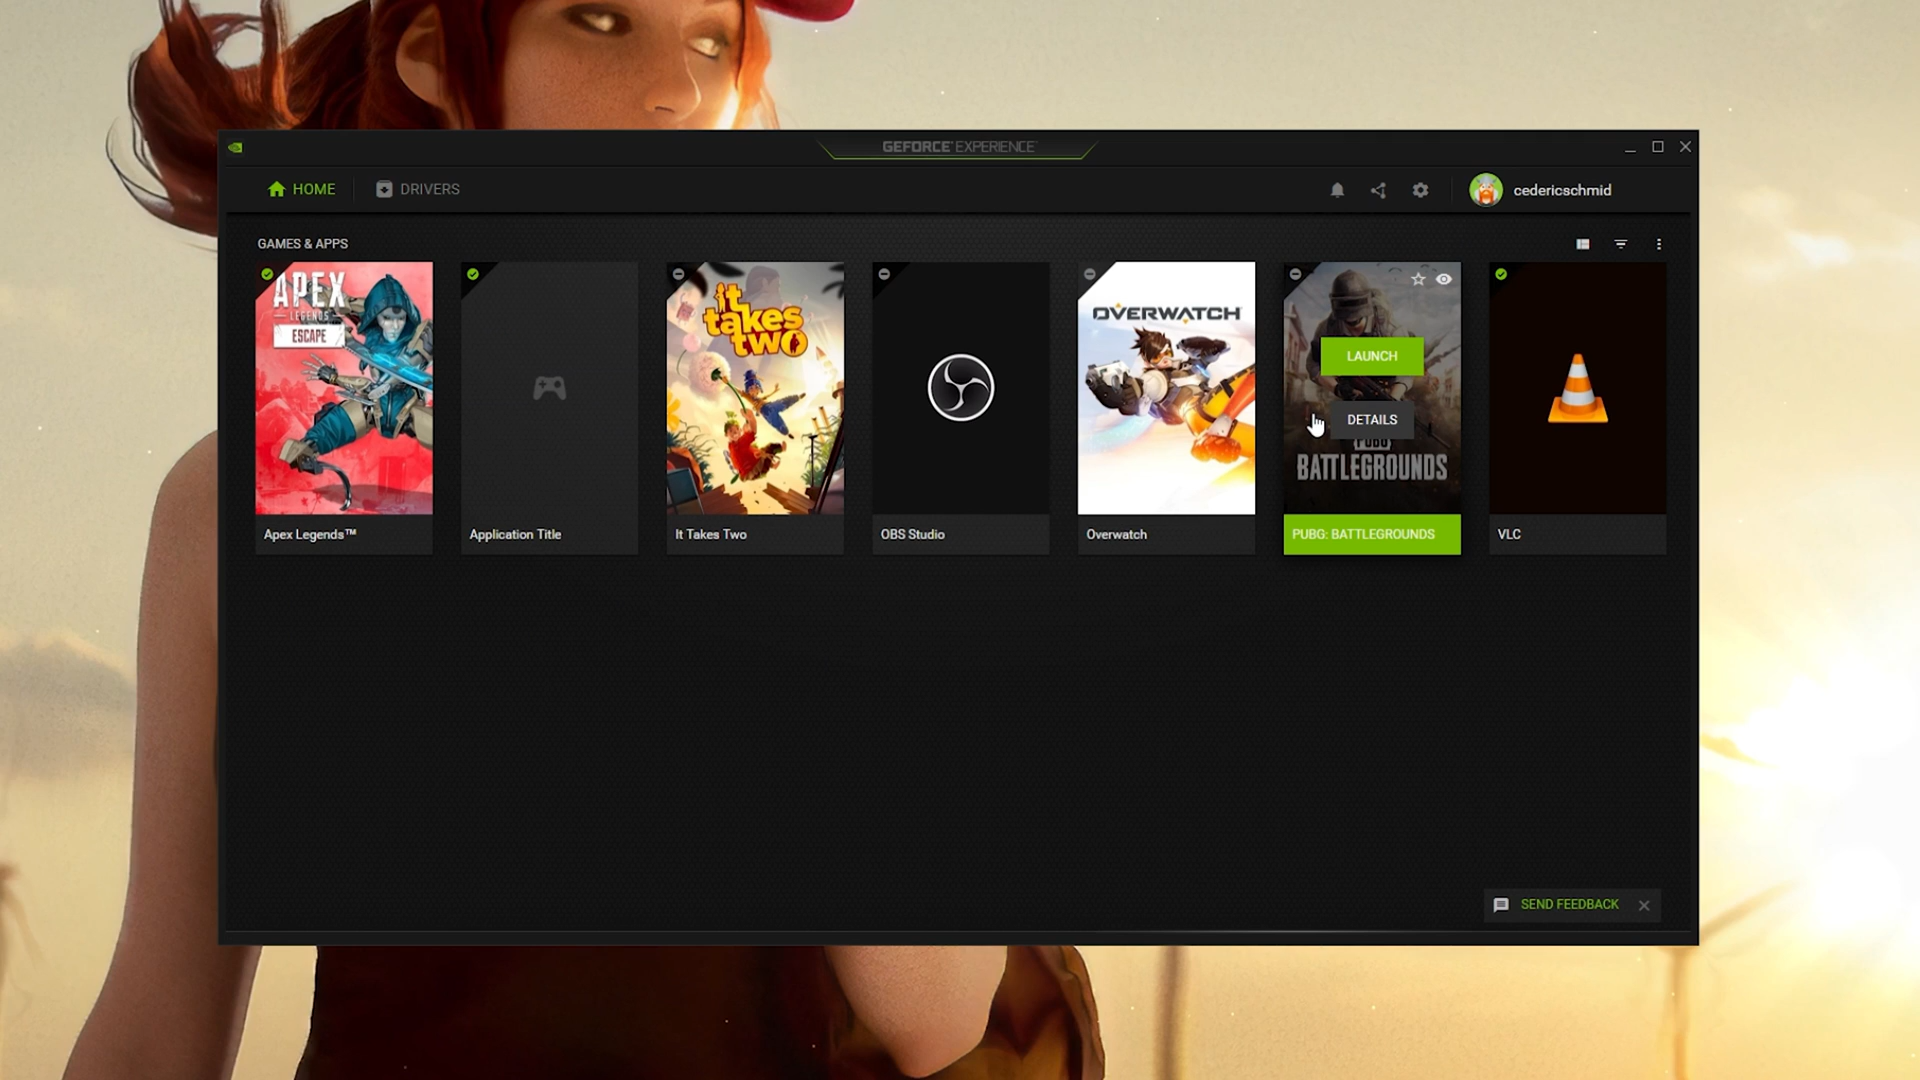 GEFORCE EXPERIENCE
HOME
DRIVERS
cedericschmid
GAMES & APPS
APEX
LEGENDS
ESCAPE
it
takes
two
OVERWATCH
LAUNCH
DETAILS
PUBG
BATTLEGROUNDS
Apex Legends™
Application Title
It Takes Two
OBS Studio
Overwatch
PUBG: BATTLEGROUNDS
VLC
SEND FEEDBACK